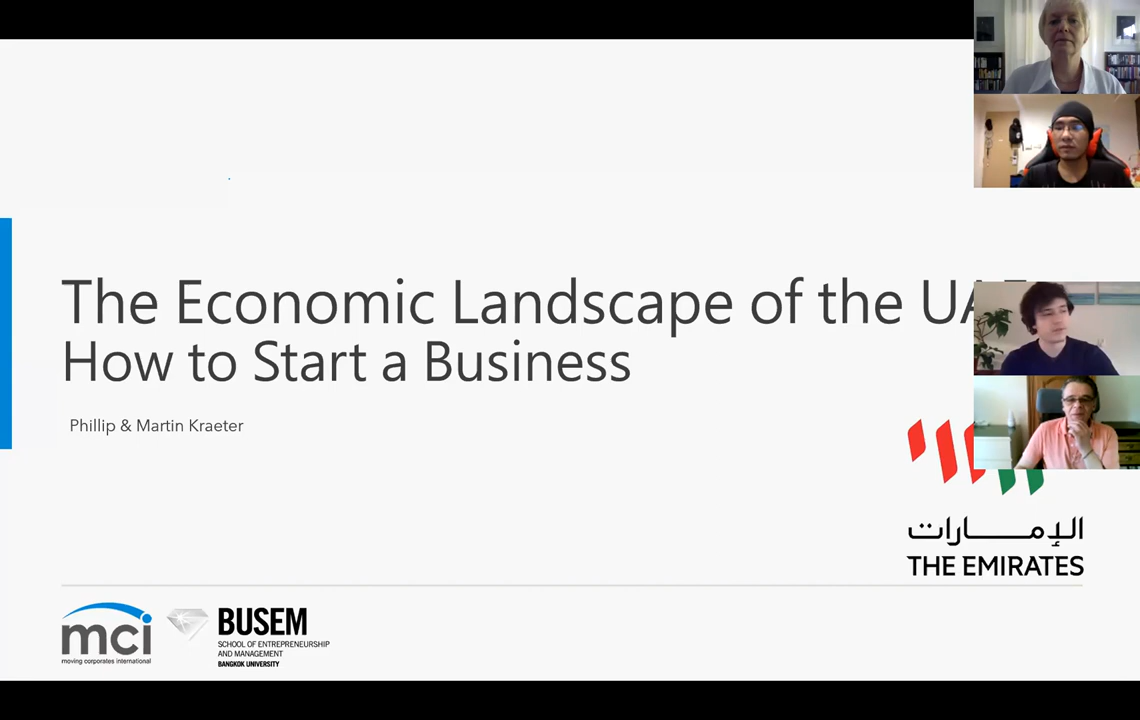 The Economic Landscape of the UA
How to Start a Business
Phillip & Martin Kraeter
الإمارات
THE EMIRATES
mci
moving corporates international
BUSEM
SCHOOL OF ENTREPRENEURSHIP
AND MANAGEMENT
BANGKOK UNIVERSITY